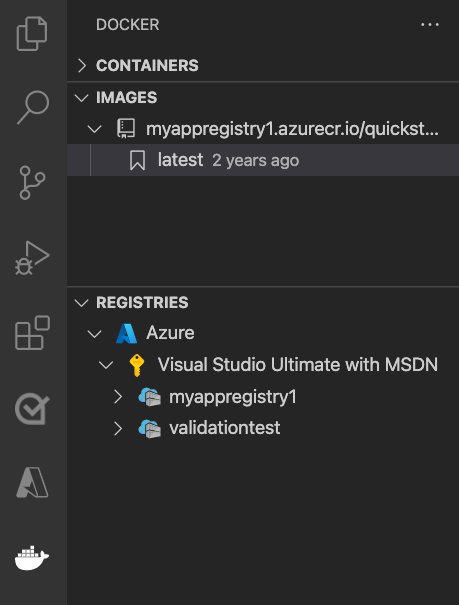 DOCKER
CONTAINERS
IMAGES
myappregistry1.azurecr.io/quickst...
latest 2 years ago
REGISTRIES
Azure
Visual Studio Ultimate with MSDN
myappregistry1
validationtest